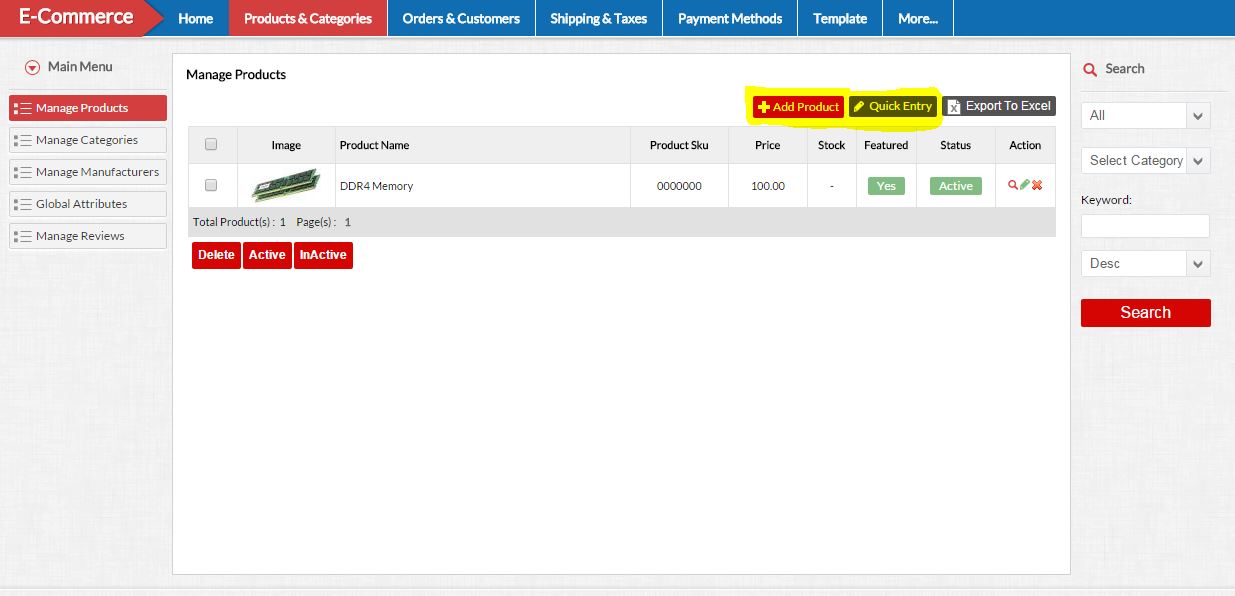 E-Commerce Home Products & Categories Orders & Customers Shipping & Taxes Payment Methods Template More...
Main Menu
Manage Products
Manage Categories
Manage Manufacturers
Global Attributes
Manage Reviews
Manage Products
Add Product Quick Entry Export To Excel
Image Product Name Product Sku Price Stock Featured Status Action
DDR4 Memory 0000000 100.00 - Yes Active
Total Product(s) : 1 Page(s) : 1
Delete Active InActive
Search
All
Select Category
Keyword:
Desc
Search